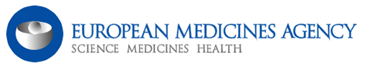 EUROPEAN MEDICINES AGENCY
SCIENCE MEDICINES HEALTH